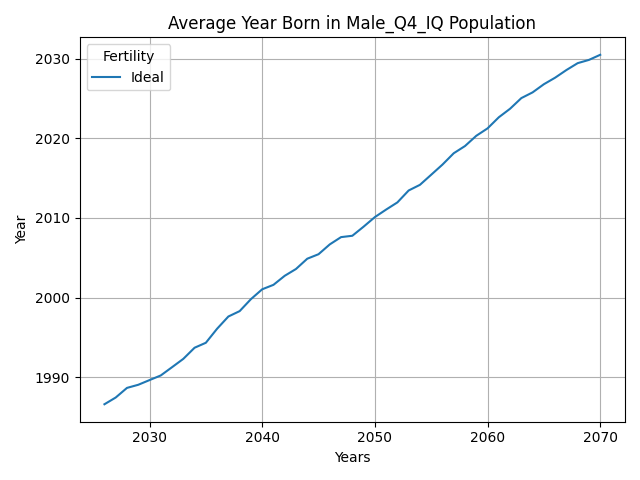 Average Year Born in Male_Q4_IQ Population
Fertility
Ideal
Year
2030
2020
2010
2000
1990
2030 2040 2050 2060 2070
Years